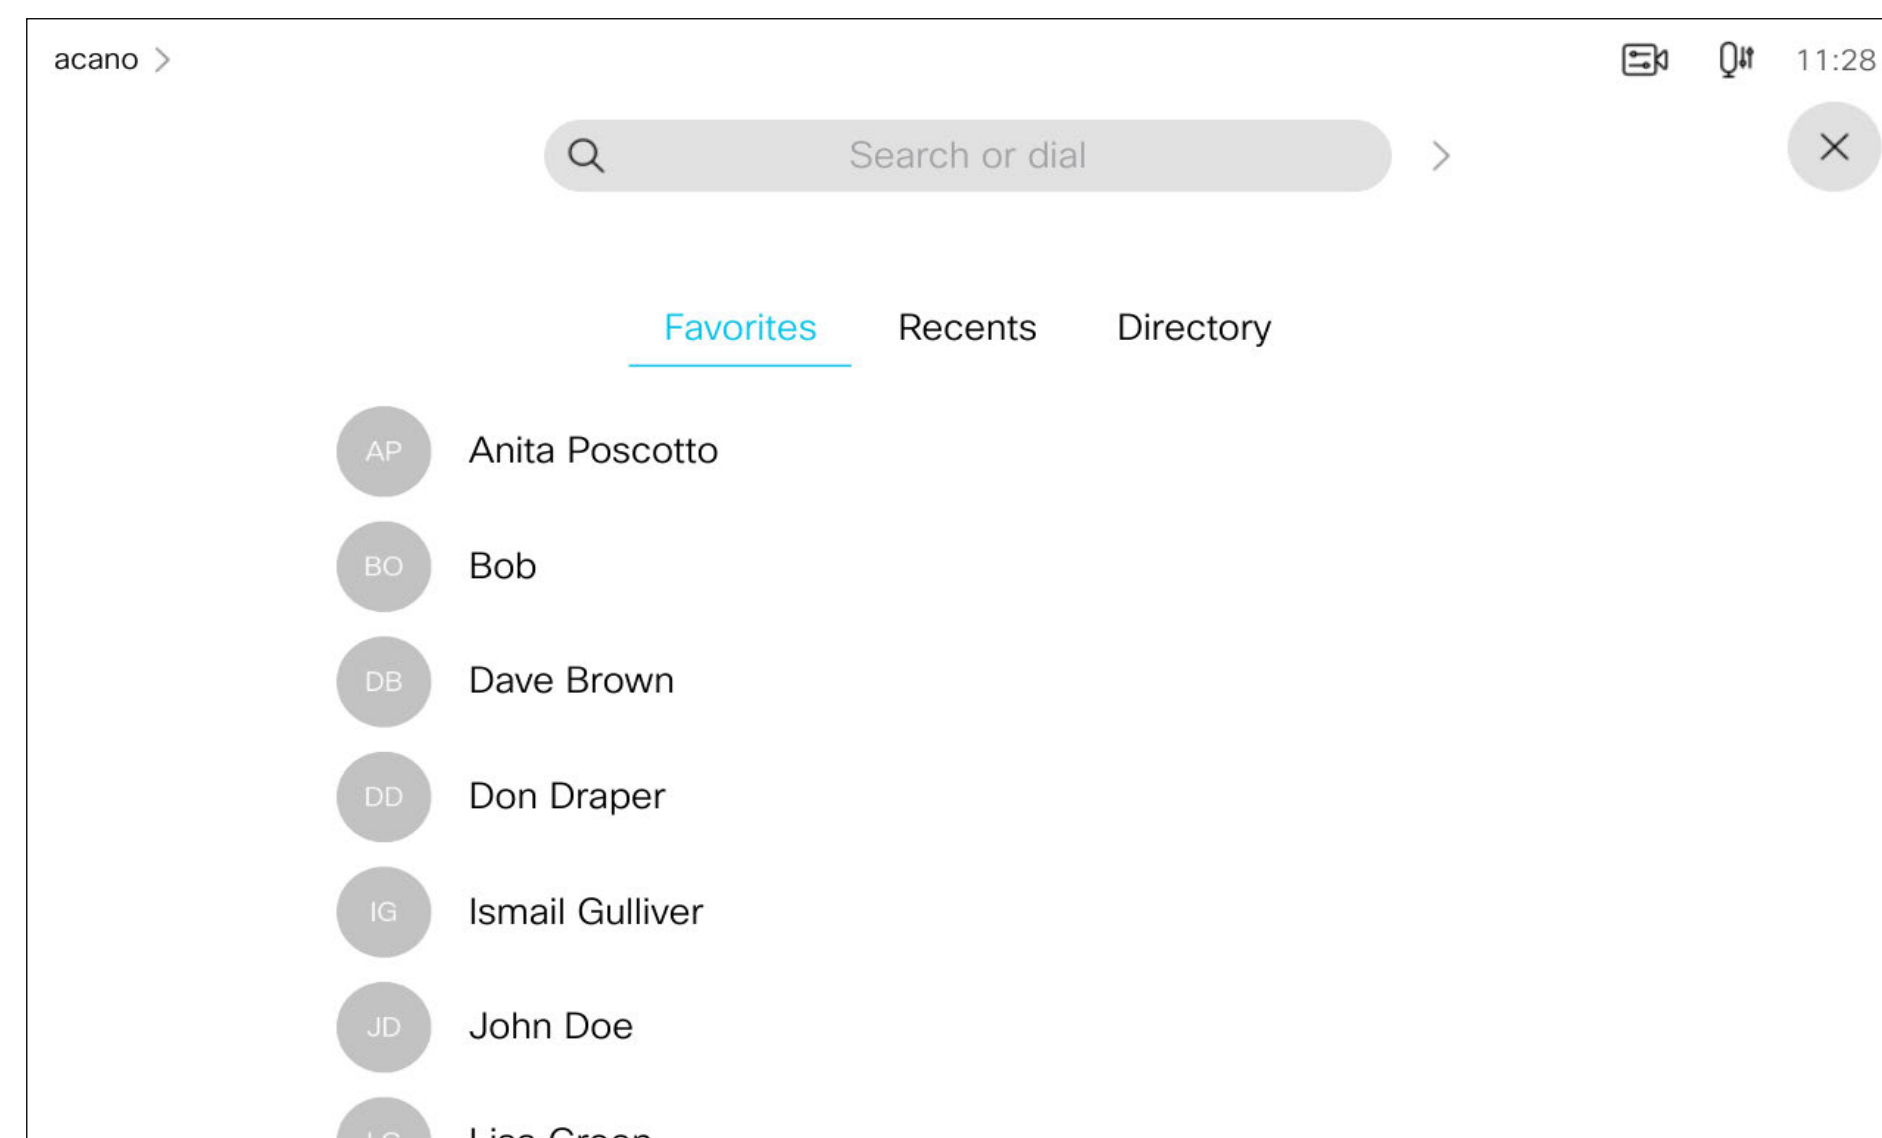 acano
11:28
Search or dial
Favorites Recents Directory
AP Anita Poscotto
BO Bob
DB Dave Brown
DD Don Draper
IG Ismail Gulliver
JD John Doe